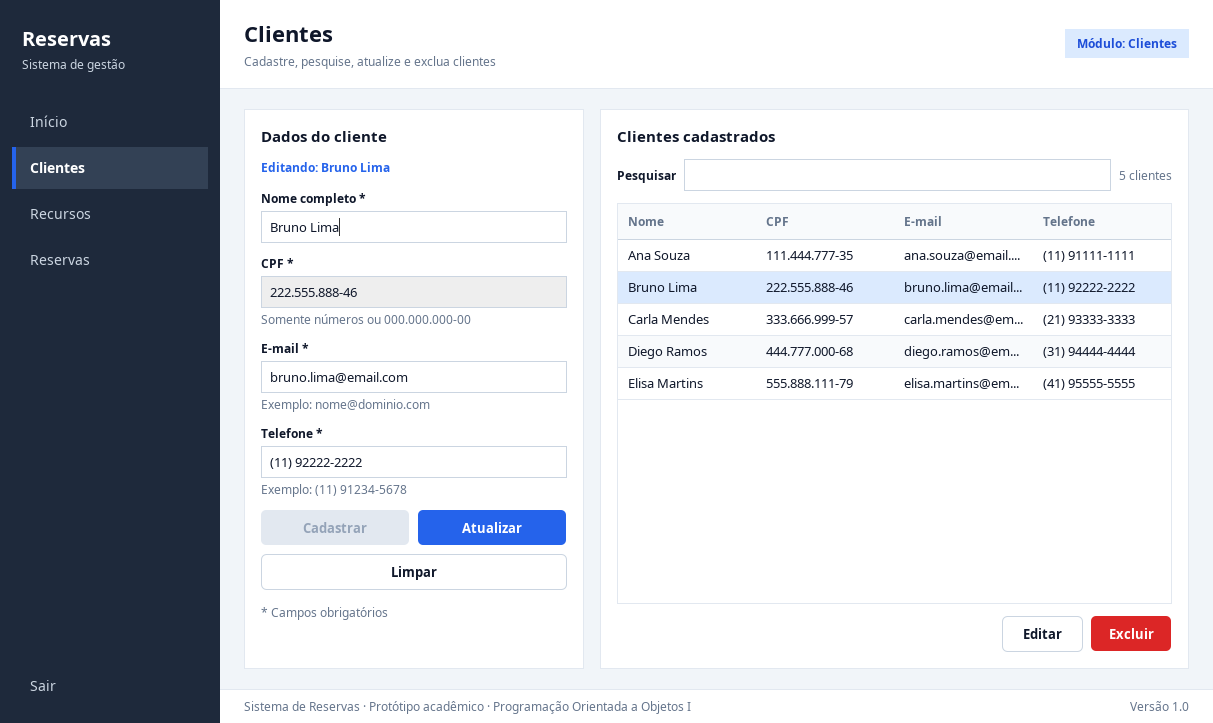 Reservas
Sistema de gestão
Início
Clientes
Recursos
Reservas
Sair
Clientes
Cadastre, pesquise, atualize e exclua clientes
Módulo: Clientes
Dados do cliente
Editando: Bruno Lima
Nome completo *
Bruno Lima
CPF *
222.555.888-46
Somente números ou 000.000.000-00
E-mail *
bruno.lima@email.com
Exemplo: nome@dominio.com
Telefone *
(11) 92222-2222
Exemplo: (11) 91234-5678
Cadastrar Atualizar
Limpar
* Campos obrigatórios
Clientes cadastrados
Pesquisar 5 clientes
Nome CPF E-mail Telefone
Ana Souza 111.444.777-35 ana.souza@email.... (11) 91111-1111
Bruno Lima 222.555.888-46 bruno.lima@email... (11) 92222-2222
Carla Mendes 333.666.999-57 carla.mendes@em... (21) 93333-3333
Diego Ramos 444.777.000-68 diego.ramos@em... (31) 94444-4444
Elisa Martins 555.888.111-79 elisa.martins@em... (41) 95555-5555
Editar Excluir
Sistema de Reservas · Protótipo acadêmico · Programação Orientada a Objetos I
Versão 1.0